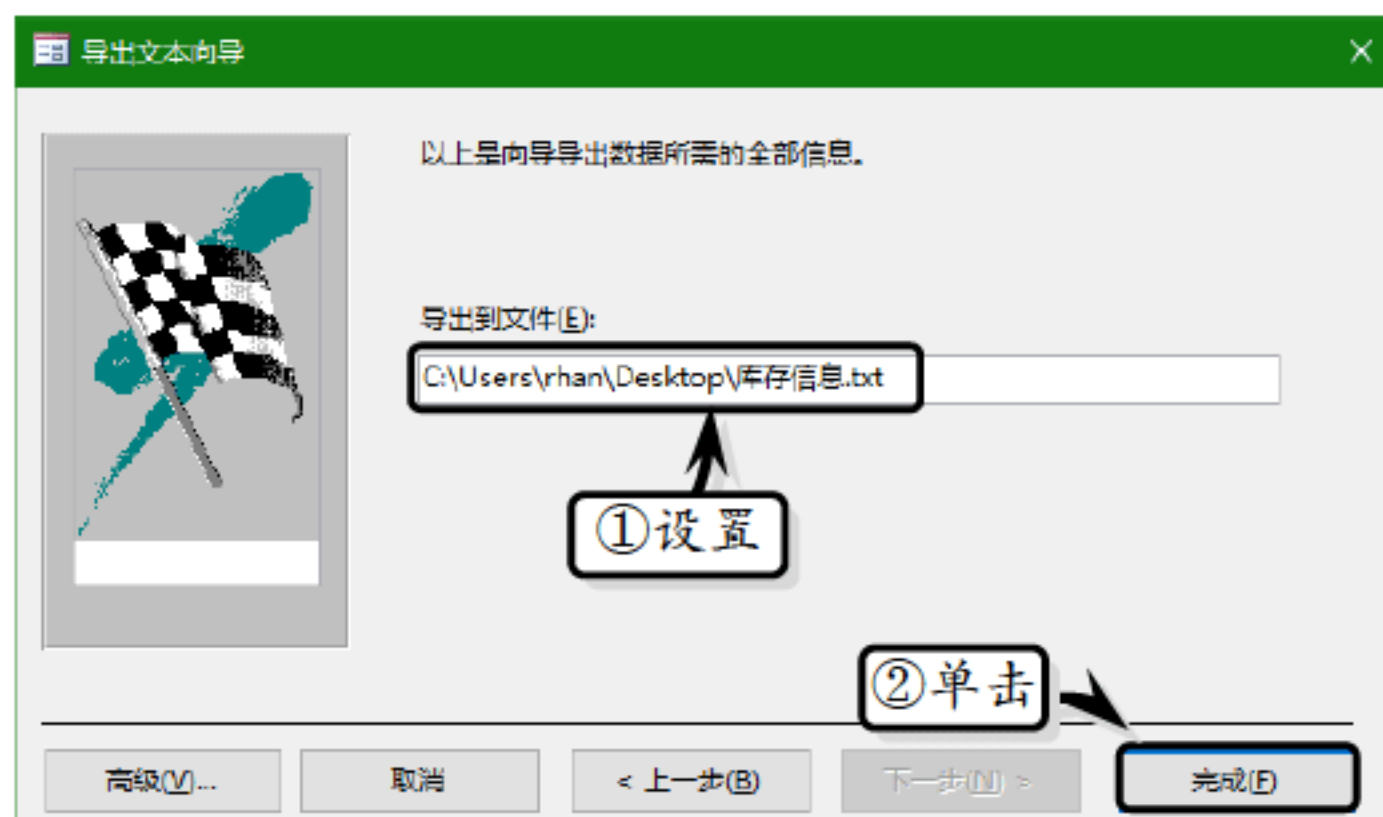 导出文本向导
以上是向导导出数据所需的全部信息。
导出到文件(E):
C:\Users\rhan\Desktop\库存信息.txt
①设置
②单击
高级(V)... 取消 < 上一步(B) 下一步(N) > 完成(F)